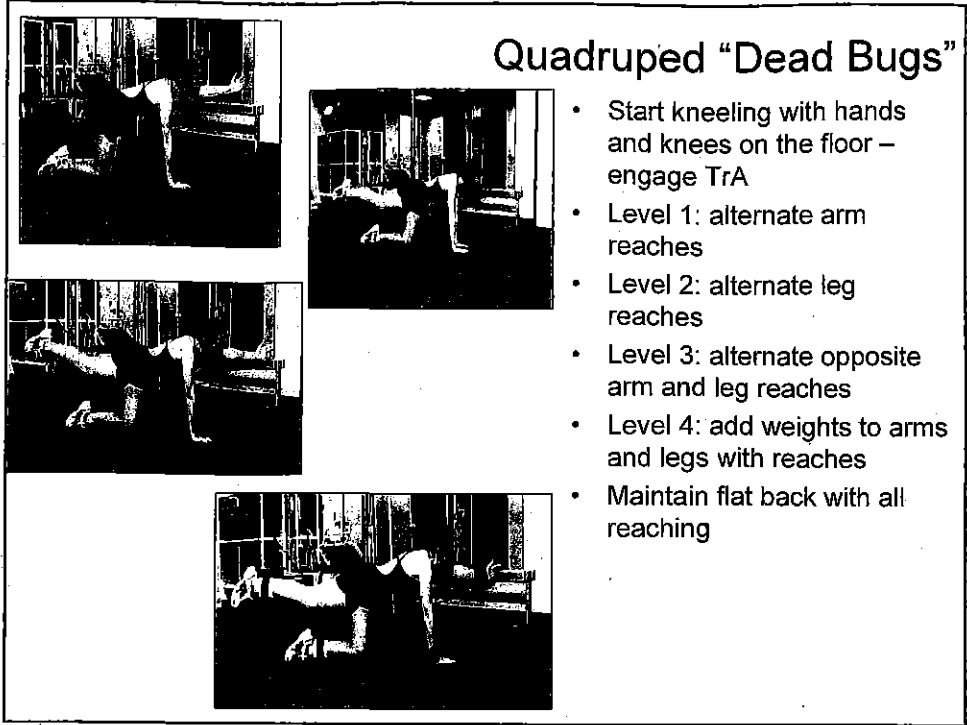 Quadruped “Dead Bugs”
• Start kneeling with hands
and knees on the floor –
engage TrA
• Level 1: alternate arm
reaches
• Level 2: alternate leg
reaches
• Level 3: alternate opposite
arm and leg reaches
• Level 4: add weights to arms
and legs with reaches
• Maintain flat back with all
reaching